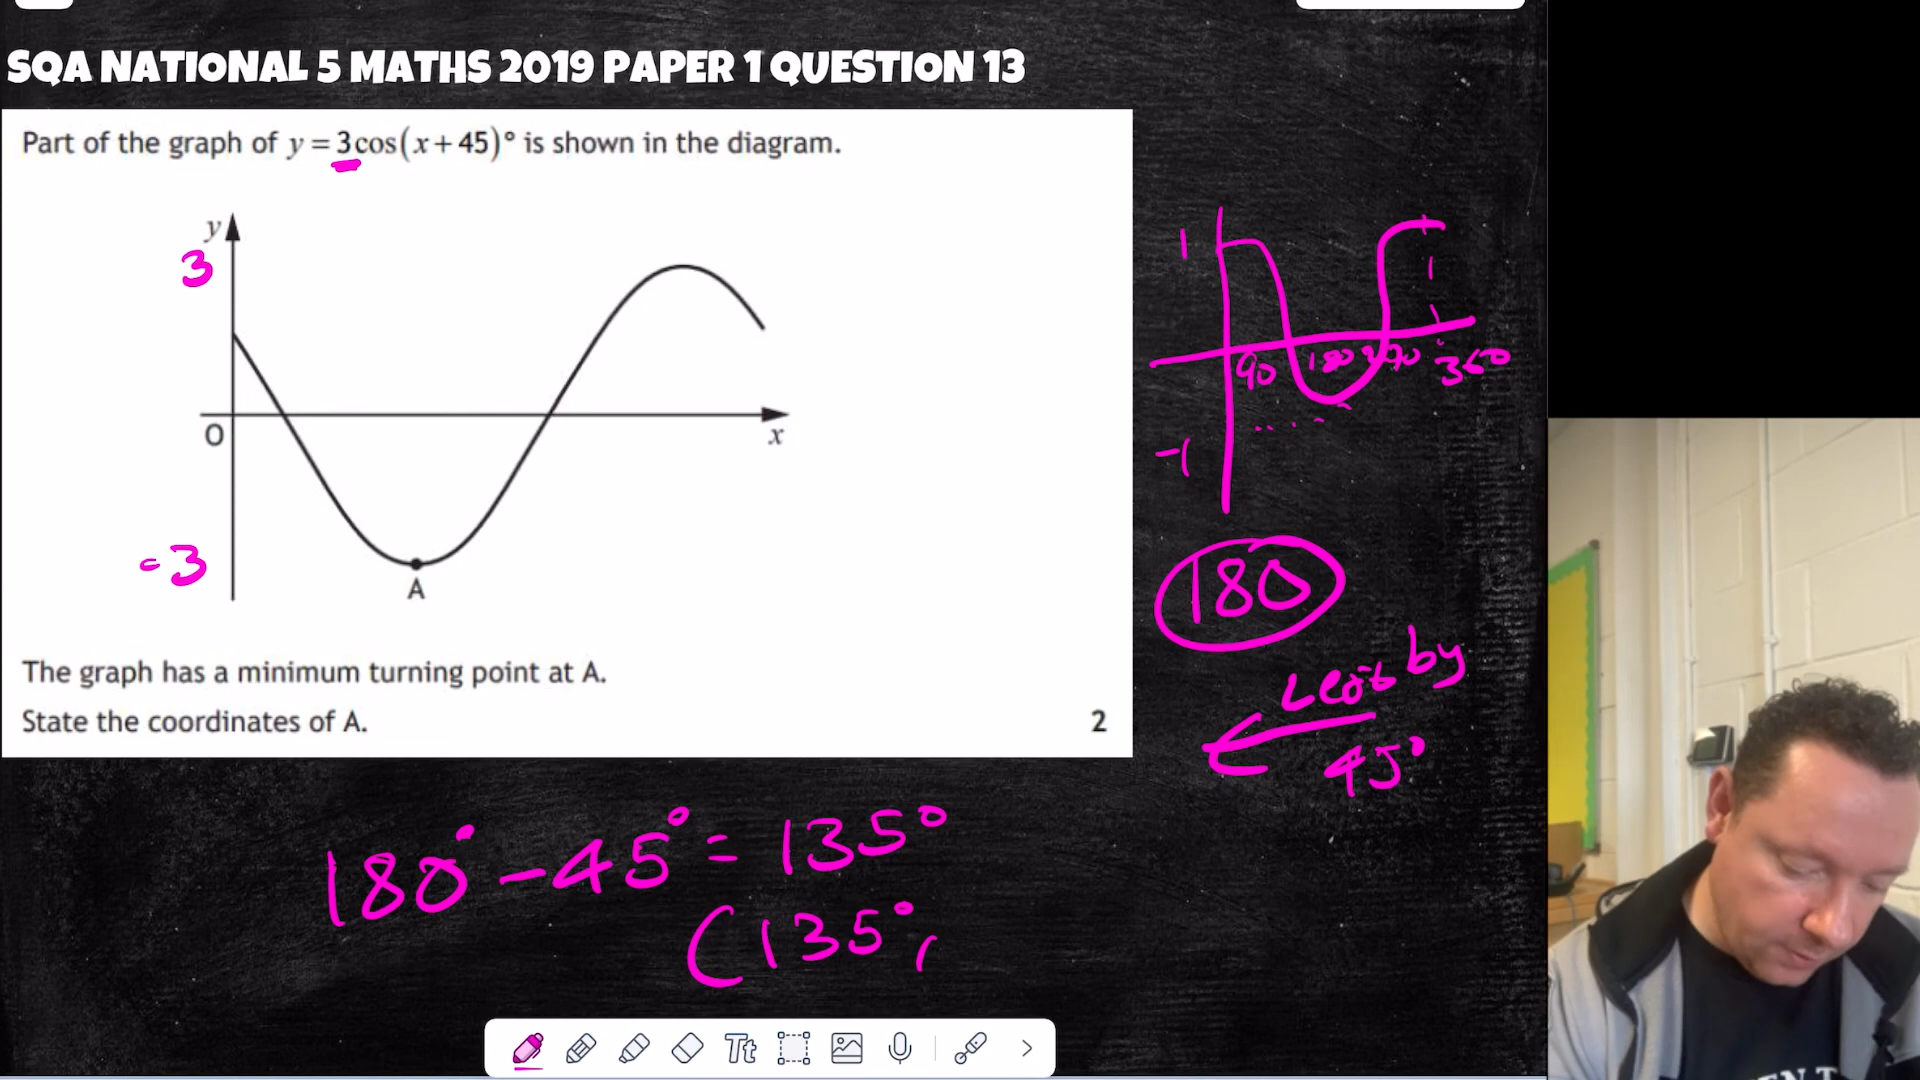 SQA NATIONAL 5 MATHS 2019 PAPER 1 QUESTION 13
Part of the graph of y = 3cos(x + 45)° is shown in the diagram.
y
3
O
x
-3
A
The graph has a minimum turning point at A.
State the coordinates of A.
2
1
90 180 270 360
-1
180
Left by
45°
180° - 45° = 135°
(135°,
Tt